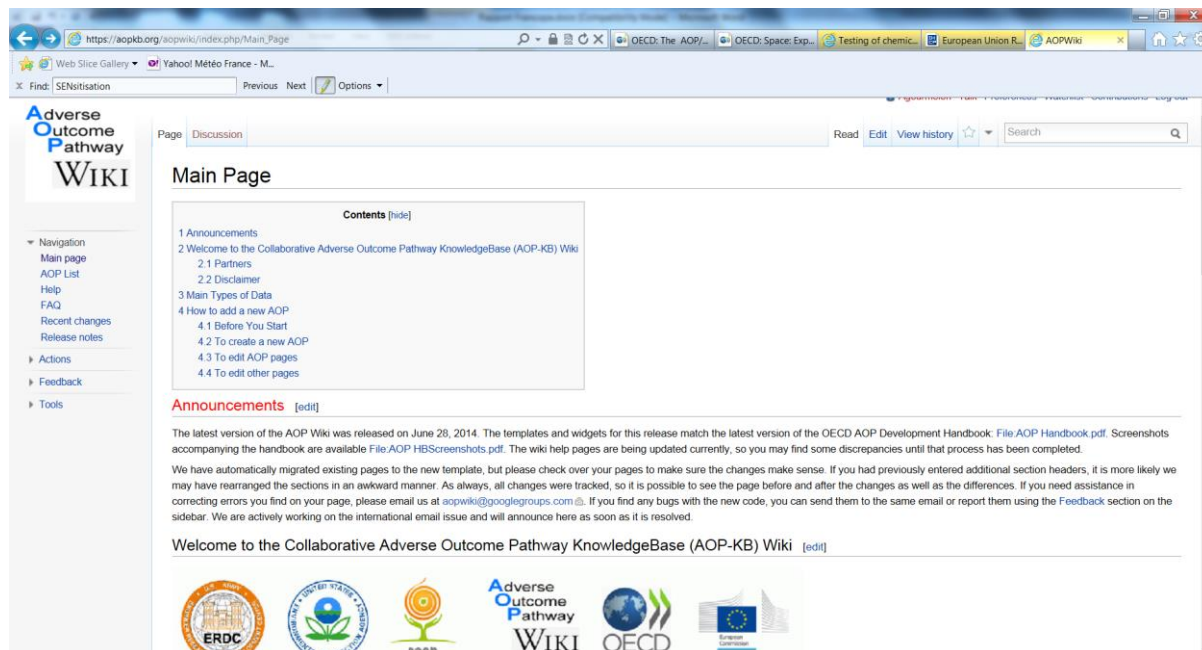 https://aopkb.org/aopwiki/index.php/Main_Page
OECD: The AOP/...
OECD: Space: Exp...
Testing of chemic...
European Union R...
AOPWiki
Web Slice Gallery
Yahoo! Météo France - M...
x Find: SENsitisation
Previous Next Options
Adverse
Outcome
Pathway
WIKI
Page Discussion
Read Edit View history
Search
Main Page
Contents [hide]
1 Announcements
2 Welcome to the Collaborative Adverse Outcome Pathway KnowledgeBase (AOP-KB) Wiki
2.1 Partners
2.2 Disclaimer
3 Main Types of Data
4 How to add a new AOP
4.1 Before You Start
4.2 To create a new AOP
4.3 To edit AOP pages
4.4 To edit other pages
Navigation
Main page
AOP List
Help
FAQ
Recent changes
Release notes
Actions
Feedback
Tools
Announcements [edit]
The latest version of the AOP Wiki was released on June 28, 2014. The templates and widgets for this release match the latest version of the OECD AOP Development Handbook: File:AOP Handbook.pdf. Screenshots
accompanying the handbook are available File:AOP HBScreenshots.pdf. The wiki help pages are being updated currently, so you may find some discrepancies until that process has been completed.
We have automatically migrated existing pages to the new template, but please check over your pages to make sure the changes make sense. If you had previously entered additional section headers, it is more likely we
may have rearranged the sections in an awkward manner. As always, all changes were tracked, so it is possible to see the page before and after the changes as well as the differences. If you need assistance in
correcting errors you find on your page, please email us at aopwiki@googlegroups.com. If you find any bugs with the new code, you can send them to the same email or report them using the Feedback section on the
sidebar. We are actively working on the international email issue and will announce here as soon as it is resolved.
Welcome to the Collaborative Adverse Outcome Pathway KnowledgeBase (AOP-KB) Wiki [edit]
ERDC
Adverse
Outcome
Pathway
WIKI
OECD
European
Commission